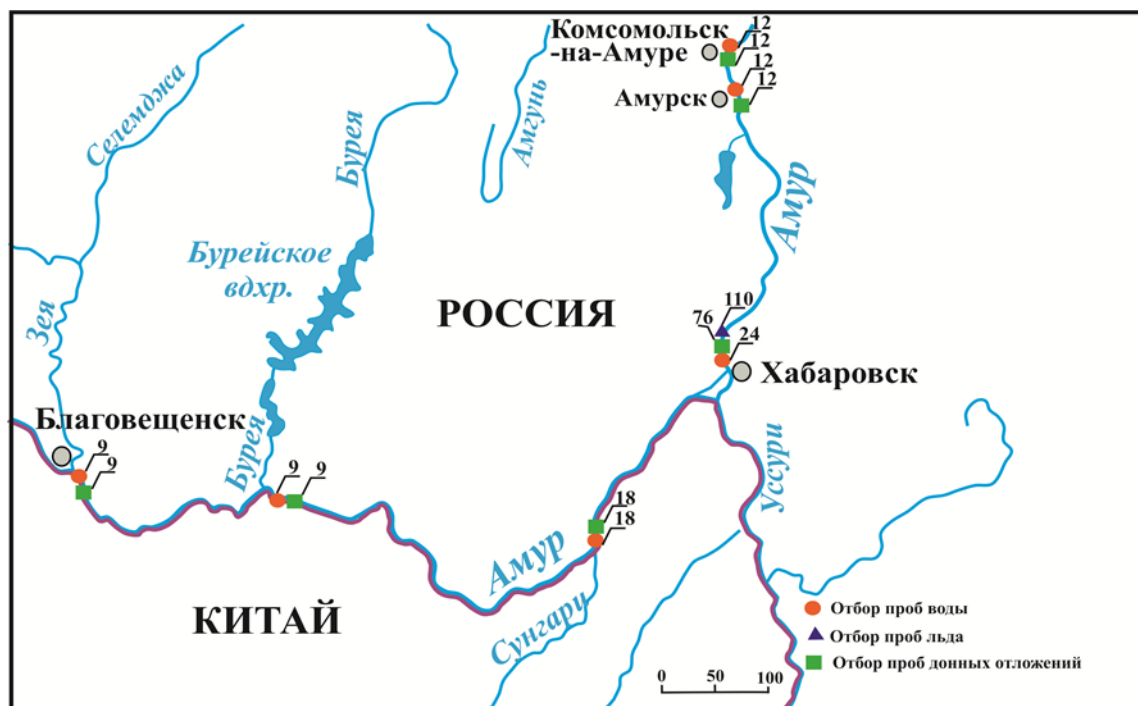 Комсомольск
-на-Амуре
12
12
12
12
Амурск
Селемджа
Бурея
Амгунь
Амур
Бурейское
вдхр.
Зея
РОССИЯ
110
76
24
Хабаровск
Благовещенск
9
9
Бурея
9
9
18
18
Амур
Уссури
Сунгари
КИТАЙ
Отбор проб воды
Отбор проб льда
Отбор проб донных отложений
0 50 100